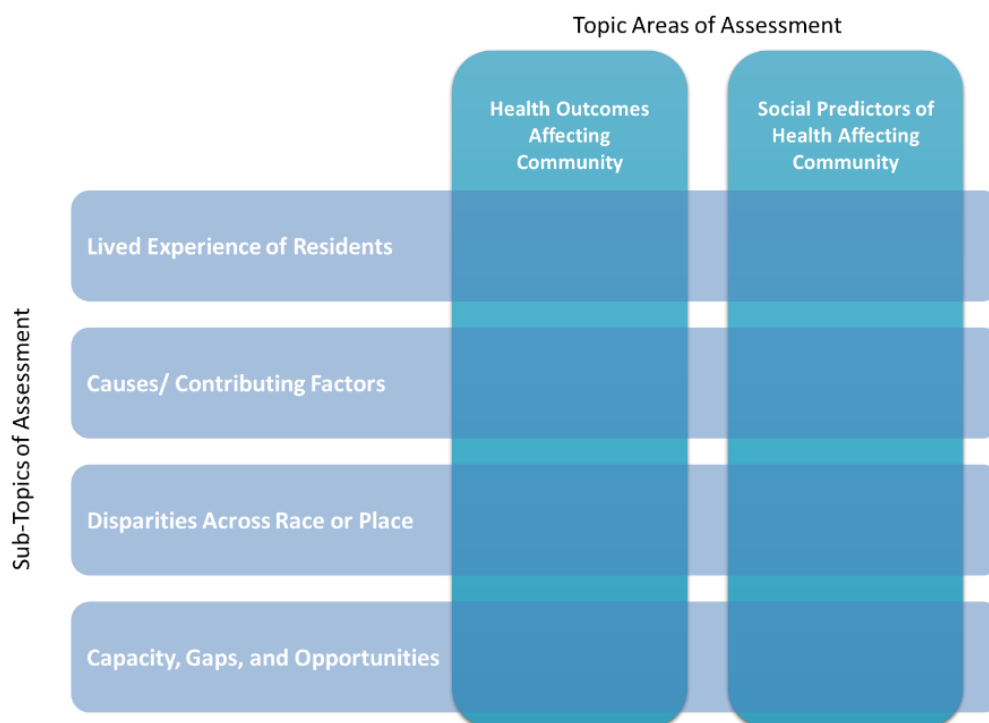 Topic Areas of Assessment
Health Outcomes
Affecting
Community
Social Predictors of
Health Affecting
Community
Sub-Topics of Assessment
Lived Experience of Residents
Causes/ Contributing Factors
Disparities Across Race or Place
Capacity, Gaps, and Opportunities